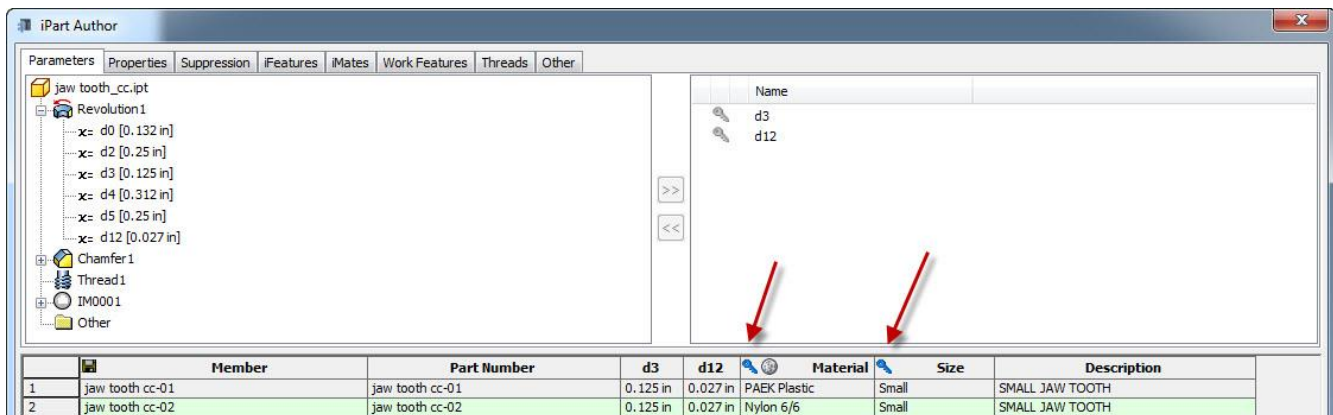 iPart Author
Parameters Properties Suppression iFeatures iMates Work Features Threads Other
jaw tooth_cc.ipt
Revolution1
x= d0 [0.132 in]
x= d2 [0.25 in]
x= d3 [0.125 in]
x= d4 [0.312 in]
x= d5 [0.25 in]
x= d12 [0.027 in]
Chamfer1
Thread1
IM0001
Other
>>
<<
Name
d3
d12
Member Part Number d3 d12 Material Size Description
1 jaw tooth cc-01 jaw tooth cc-01 0.125 in 0.027 in PAEK Plastic Small SMALL JAW TOOTH
2 jaw tooth cc-02 jaw tooth cc-02 0.125 in 0.027 in Nylon 6/6 Small SMALL JAW TOOTH